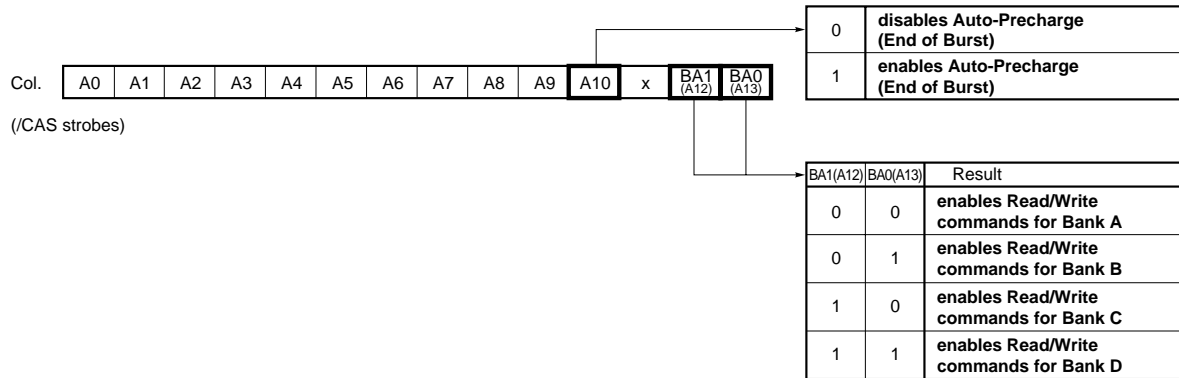 0 disables Auto-Precharge
(End of Burst)
1 enables Auto-Precharge
(End of Burst)
Col. A0 A1 A2 A3 A4 A5 A6 A7 A8 A9 A10 x BA1 BA0
(A12) (A13)
(/CAS strobes)
BA1(A12) BA0(A13) Result
0 0 enables Read/Write
commands for Bank A
0 1 enables Read/Write
commands for Bank B
1 0 enables Read/Write
commands for Bank C
1 1 enables Read/Write
commands for Bank D